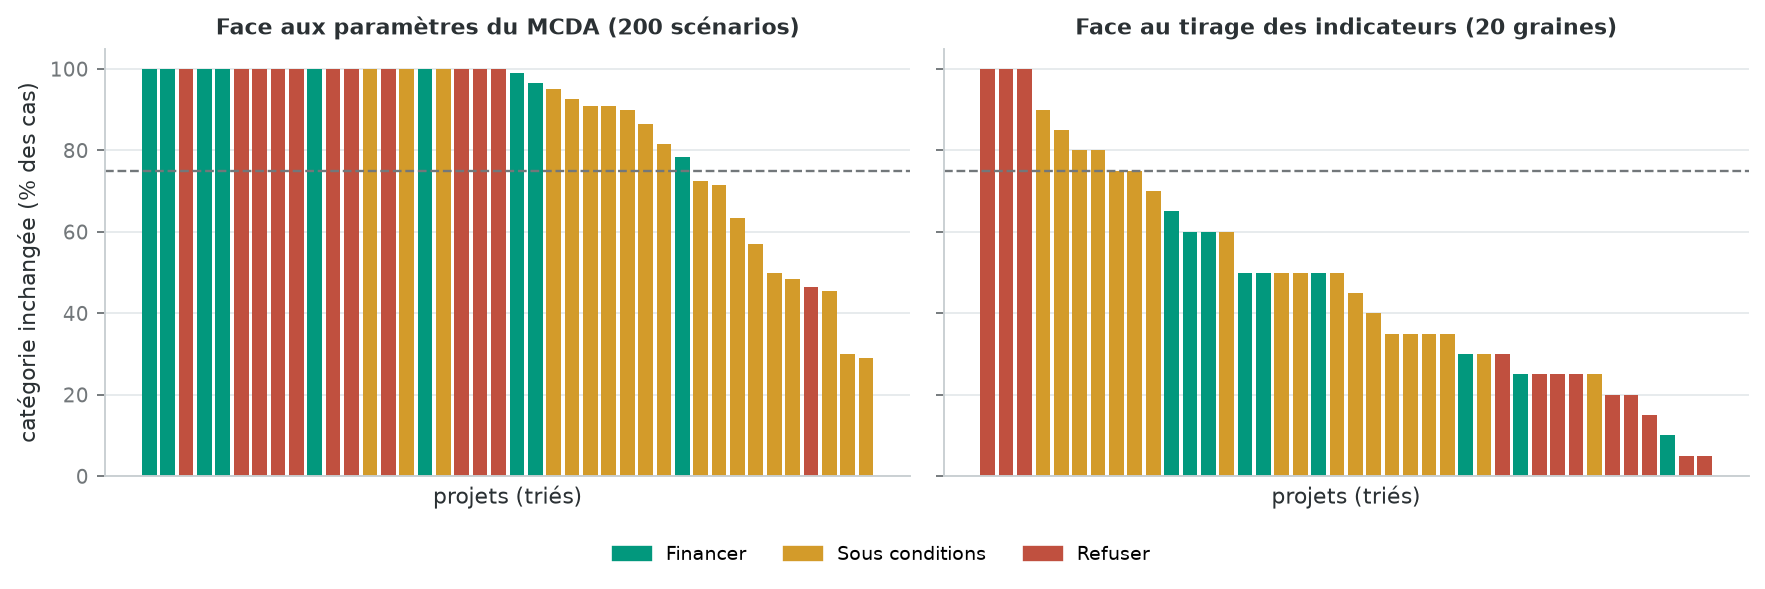 Face aux paramètres du MCDA (200 scénarios)
Face au tirage des indicateurs (20 graines)
catégorie inchangée (% des cas)
100
80
60
40
20
0
projets (triés)
projets (triés)
Financer
Sous conditions
Refuser